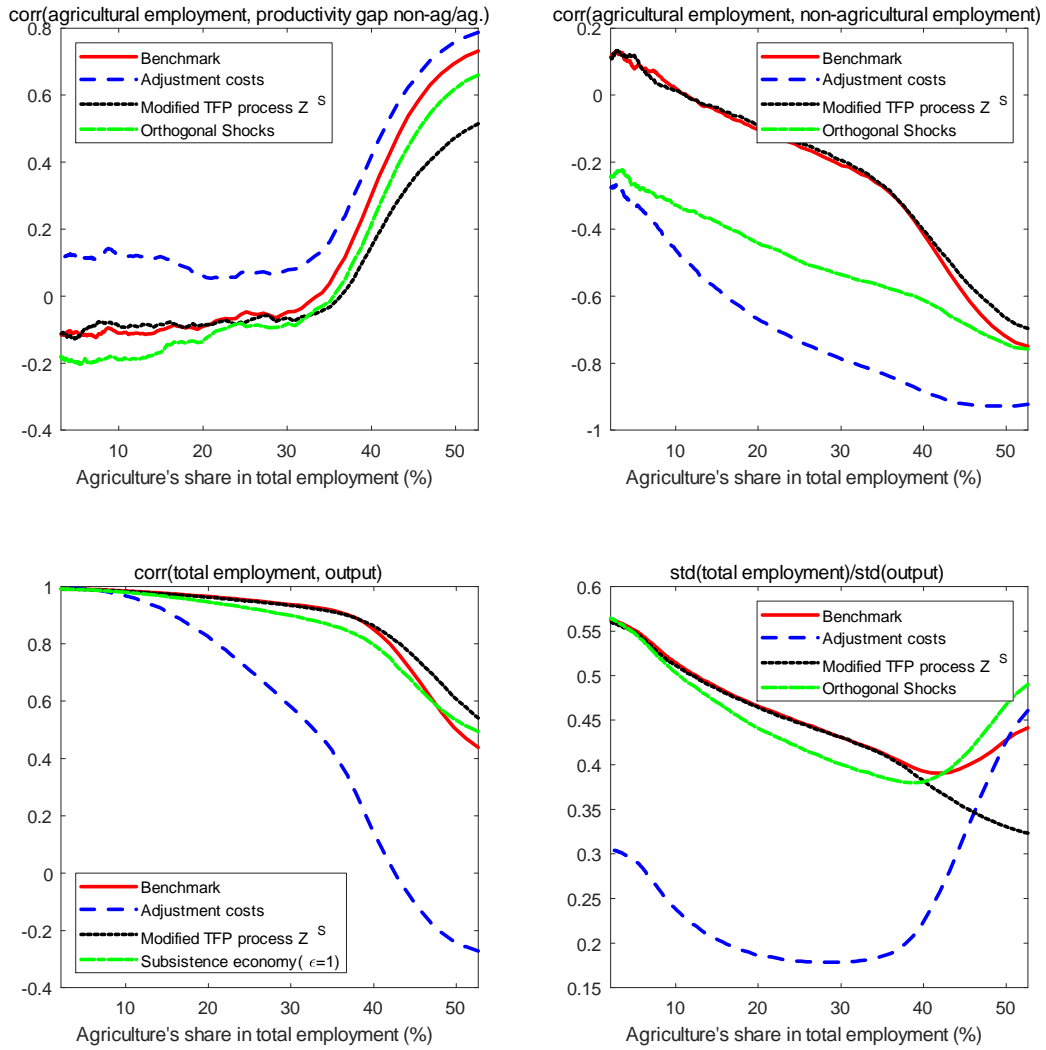 corr(agricultural employment, productivity gap non-ag/ag.)
0.8
0.6
0.4
0.2
0
-0.2
-0.4
10 20 30 40 50
Agriculture's share in total employment (%)
Benchmark
Adjustment costs
Modified TFP process Z S
Orthogonal Shocks
corr(agricultural employment, non-agricultural employment)
0.2
0
-0.2
-0.4
-0.6
-0.8
-1
10 20 30 40 50
Agriculture's share in total employment (%)
Benchmark
Adjustment costs
Modified TFP process Z S
Orthogonal Shocks
corr(total employment, output)
1
0.8
0.6
0.4
0.2
0
-0.2
-0.4
10 20 30 40 50
Agriculture's share in total employment (%)
Benchmark
Adjustment costs
Modified TFP process Z S
Subsistence economy( ϵ=1)
std(total employment)/std(output)
0.6
0.55
0.5
0.45
0.4
0.35
0.3
0.25
0.2
0.15
10 20 30 40 50
Agriculture's share in total employment (%)
Benchmark
Adjustment costs
Modified TFP process Z S
Orthogonal Shocks